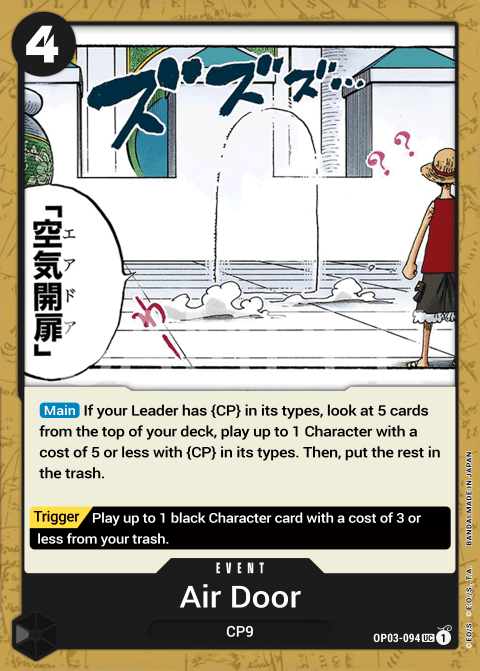 4
ズズズ…
「空気開扉」
エアドア
??
Main If your Leader has {CP} in its types, look at 5 cards
from the top of your deck, play up to 1 Character with a
cost of 5 or less with {CP} in its types. Then, put the rest in
the trash.
Trigger Play up to 1 black Character card with a cost of 3 or
less from your trash.
EVENT
Air Door
CP9
OP03-094 UC 1
©E.O./S. ©E.O./S., T.A. BANDAI MADE IN JAPAN